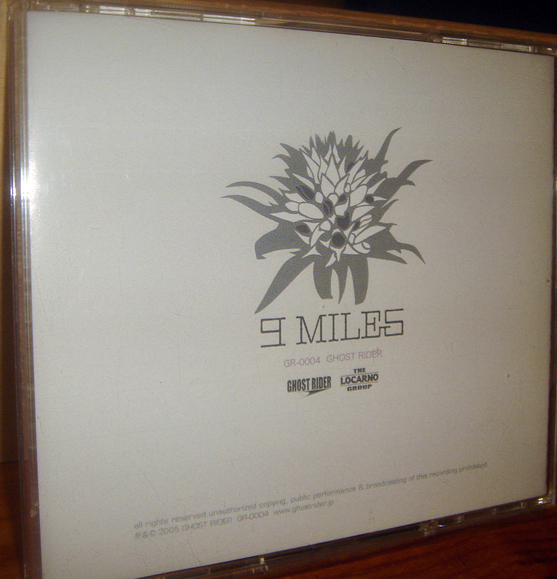 9 MILES
GR-0004 GHOST RIDER
GHOST RIDER
THE
LOCARNO
GROUP
all rights reserved unauthorized copying, public performance & broadcasting of this recording prohibited.
℗&© 2005 GHOST RIDER GR-0004 www.ghostrider.jp